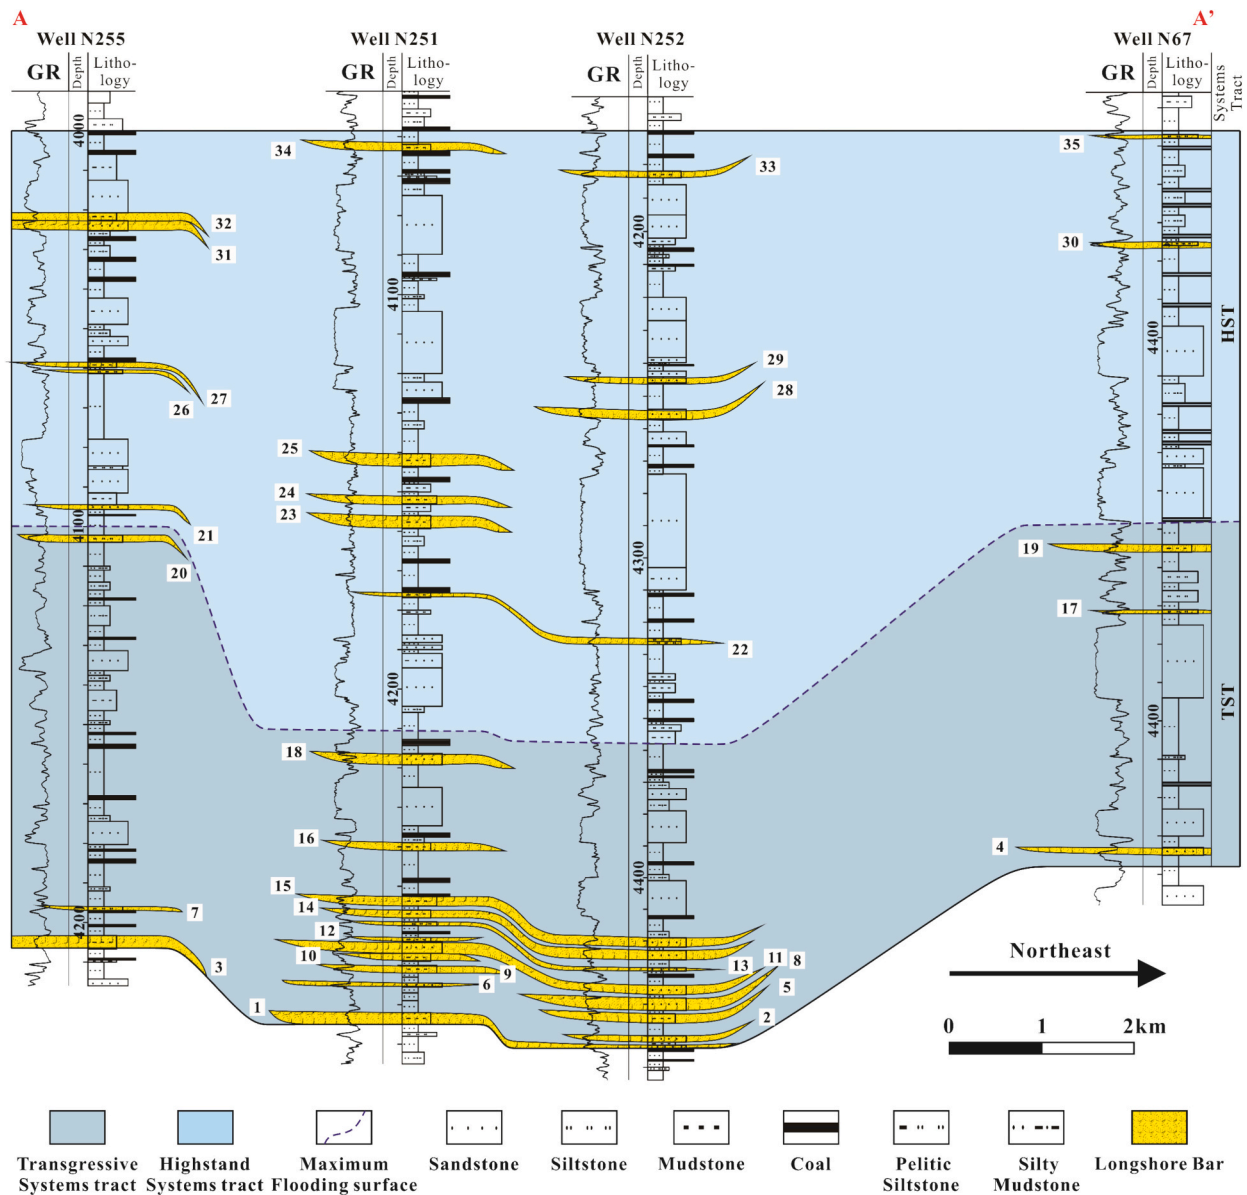 A
A’
Well N255
Well N251
Well N252
Well N67
GR
Depth
Litho-
logy
GR
Depth
Litho-
logy
GR
Depth
Litho-
logy
GR
Depth
Litho-
logy
Systems
Tract
4000
4100
4200
4100
4200
4200
4300
4400
4400
4400
34
33
35
32
31
30
29
28
27
26
25
24
23
21
20
19
22
17
18
16
4
15
14
12
10
7
3
9
6
13
11
8
5
2
1
HST
TST
Northeast
0
1
2km
Transgressive
Systems tract
Highstand
Systems tract
Maximum
Flooding surface
Sandstone
Siltstone
Mudstone
Coal
Pelitic
Siltstone
Silty
Mudstone
Longshore Bar